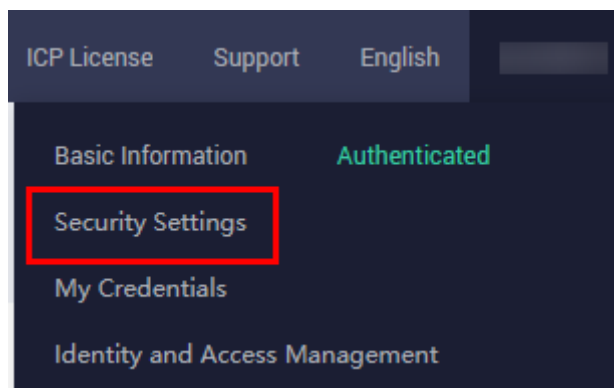 ICP License Support English
Basic Information Authenticated
Security Settings
My Credentials
Identity and Access Management